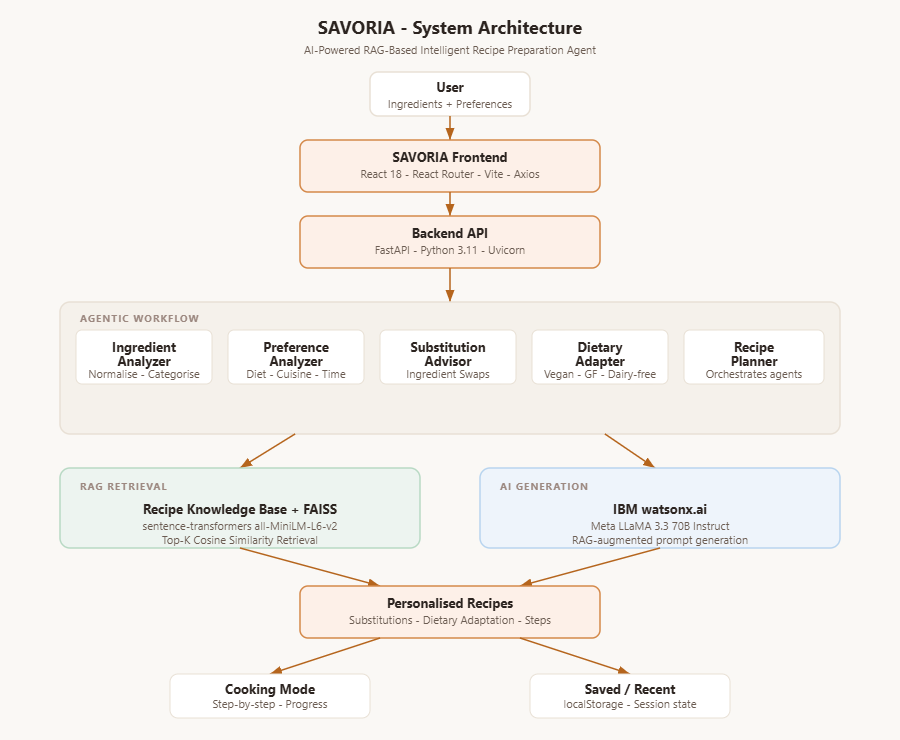 SAVORIA - System Architecture
AI-Powered RAG-Based Intelligent Recipe Preparation Agent
User
Ingredients + Preferences
SAVORIA Frontend
React 18 - React Router - Vite - Axios
Backend API
FastAPI - Python 3.11 - Uvicorn
AGENTIC WORKFLOW
Ingredient
Analyzer
Normalise - Categorise
Preference
Analyzer
Diet - Cuisine - Time
Substitution
Advisor
Ingredient Swaps
Dietary
Adapter
Vegan - GF - Dairy-free
Recipe
Planner
Orchestrates agents
RAG RETRIEVAL
Recipe Knowledge Base + FAISS
sentence-transformers all-MiniLM-L6-v2
Top-K Cosine Similarity Retrieval
AI GENERATION
IBM watsonx.ai
Meta LLaMA 3.3 70B Instruct
RAG-augmented prompt generation
Personalised Recipes
Substitutions - Dietary Adaptation - Steps
Cooking Mode
Step-by-step - Progress
Saved / Recent
localStorage - Session state